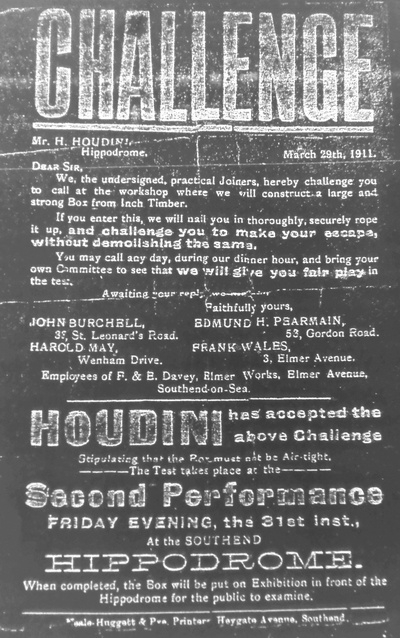 CHALLENGE
Mr. H. HOUDINI,
Hippodrome.
March 29th, 1911.
DEAR SIR,
We, the undersigned, practical Joiners, hereby challenge you
to call at the workshop where we will construct a large and
strong Box from Inch Timber.
If you enter this, we will nail you in thoroughly, securely rope
it up, and challenge you to make your escape,
without demolishing the same.
You may call any day, during our dinner hour, and bring your
own Committee to see that we will give you fair play in
the test.
Awaiting your reply, we
Faithfully yours,
JOHN BURCHELL,
EDMUND H. PEARMAIN,
St. Leonard's Road.
53, Gordon Road.
HAROLD MAY,
FRANK WALES,
Wenham Drive.
3, Elmer Avenue.
Employees of F. & E. Davey, Elmer Works, Elmer Avenue,
Southend-on-Sea.
HOUDINI has accepted the
above Challenge
Stipulating that the Box must not be Air-tight.
The Test takes place at the
Second Performance
FRIDAY EVENING, the 31st inst.,
At the SOUTHEND
HIPPODROME.
When completed, the Box will be put on Exhibition in front of the
Hippodrome for the public to examine.
Huggett & Printers Heygate Avenue, Southend.